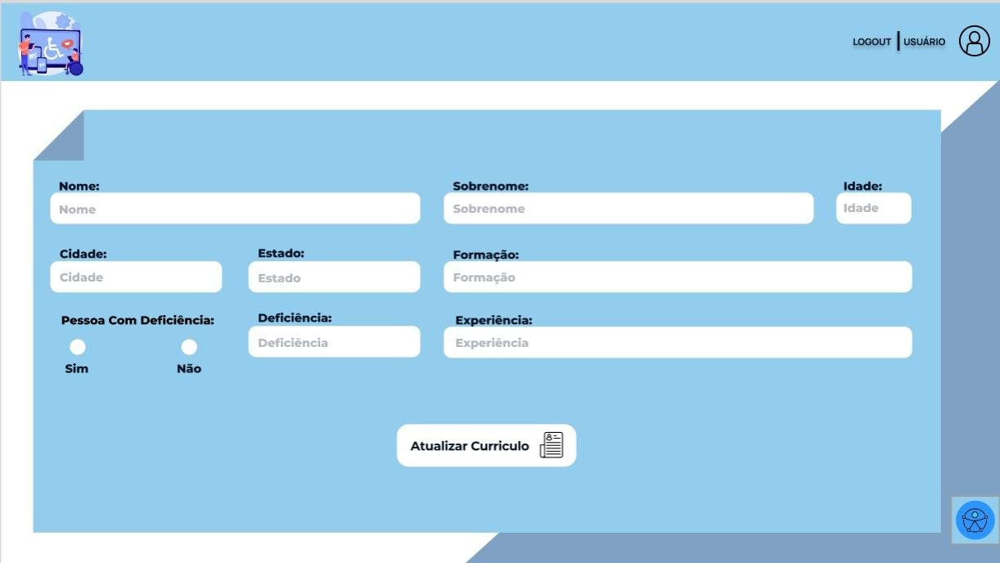 LOGOUT USUÁRIO
Nome: Sobrenome: Idade:
Nome Sobrenome Idade
Cidade: Estado: Formação:
Cidade Estado Formação
Pessoa Com Deficiência: Deficiência: Experiência:
Deficiência Experiência
Sim Não
Atualizar Curriculo